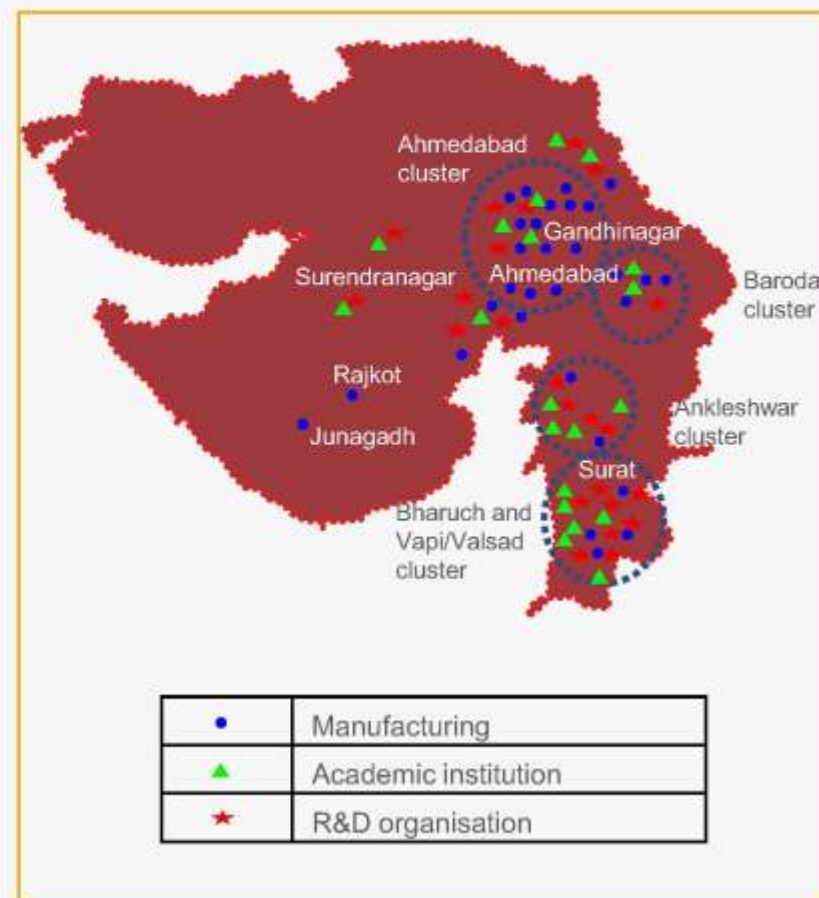 Ahmedabad
cluster
Gandhinagar
Surendranagar
Ahmedabad
Baroda
cluster
Rajkot
Junagadh
Ankleshwar
cluster
Surat
Bharuch and
Vapi/Valsad
cluster
Manufacturing
Academic institution
R&D organisation